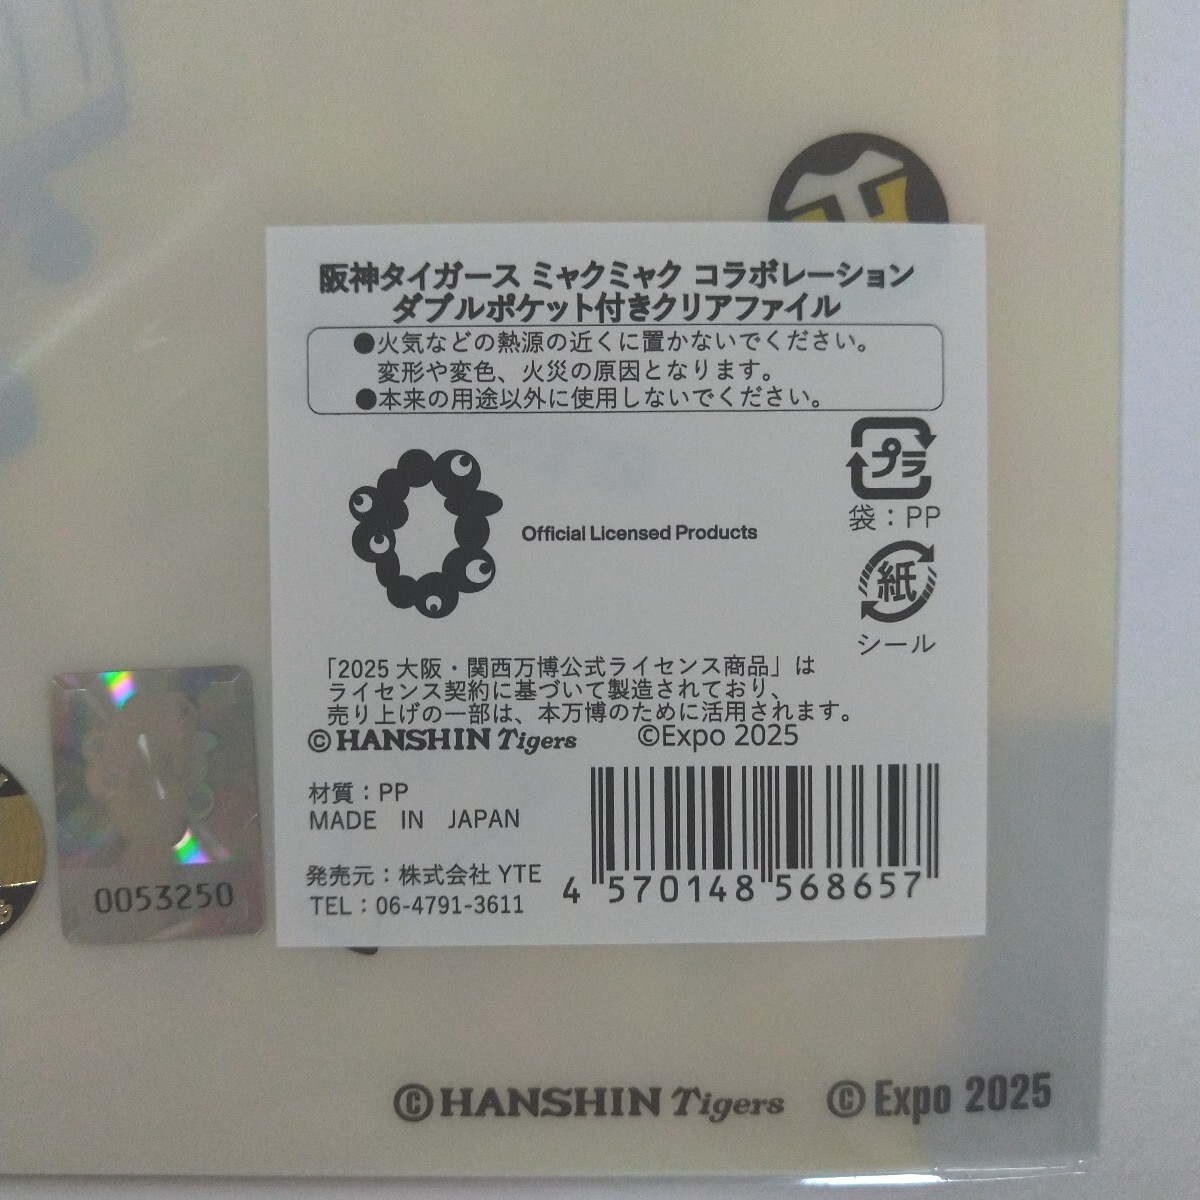 阪神タイガース ミャクミャク コラボレーション
ダブルポケット付きクリアファイル
●火気などの熱源の近くに置かないでください。
変形や変色、火災の原因となります。
●本来の用途以外に使用しないでください。
プラ
袋：PP
Official Licensed Products
紙
シール
「2025 大阪・関西万博公式ライセンス商品」は
ライセンス契約に基づいて製造されており、
売り上げの一部は、本万博のために活用されます。
©HANSHIN Tigers ©Expo 2025
材質：PP
MADE IN JAPAN
発売元：株式会社 YTE
TEL：06-4791-3611
4 570148 568657
0053250
©HANSHIN Tigers ©Expo 2025